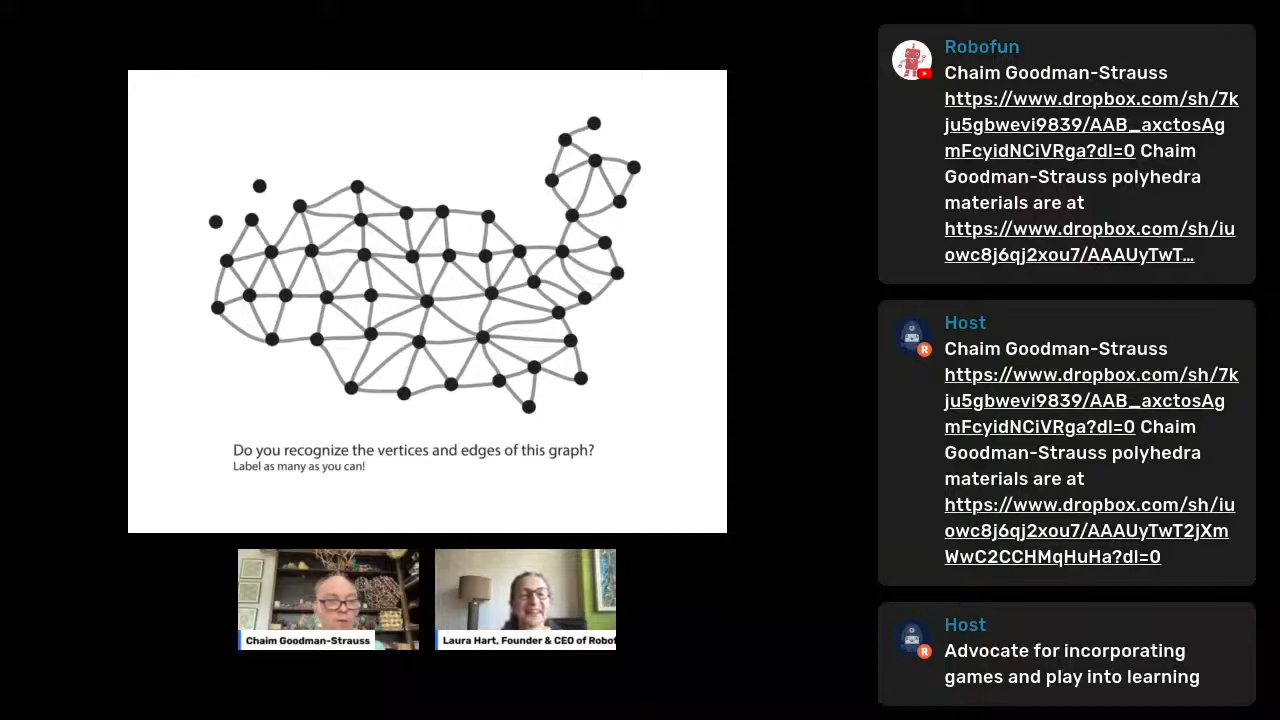 Do you recognize the vertices and edges of this graph?
Label as many as you can!
Chaim Goodman-Strauss
Laura Hart, Founder & CEO of Robof
Robofun
Chaim Goodman-Strauss
https://www.dropbox.com/sh/7k
ju5gbwevi9839/AAB_axctosAg
mFcyidNCiVRga?dl=0 Chaim
Goodman-Strauss polyhedra
materials are at
https://www.dropbox.com/sh/iu
owc8j6qj2xou7/AAAUyTwT…
Host
Chaim Goodman-Strauss
https://www.dropbox.com/sh/7k
ju5gbwevi9839/AAB_axctosAg
mFcyidNCiVRga?dl=0 Chaim
Goodman-Strauss polyhedra
materials are at
https://www.dropbox.com/sh/iu
owc8j6qj2xou7/AAAUyTwT2jXm
WwC2CCHMqHuHa?dl=0
Host
Advocate for incorporating
games and play into learning